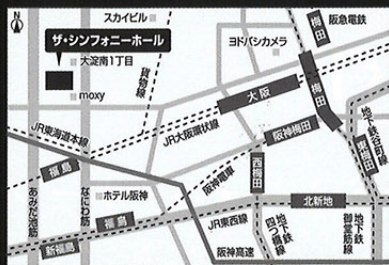 N
スカイビル
梅田
阪急電鉄
ザ・シンフォニーホール
ヨドバシカメラ
大淀南1丁目
貨物線
moxy
大阪
梅田
JR東海道本線
JR大阪環状線
阪神梅田
地下鉄谷町線
東梅田
福島
阪神電車
西梅田
あみだ池筋
なにわ筋
ホテル阪神
北新地
福島
JR東西線
地下鉄四つ橋線
地下鉄御堂筋線
新福島
阪神高速